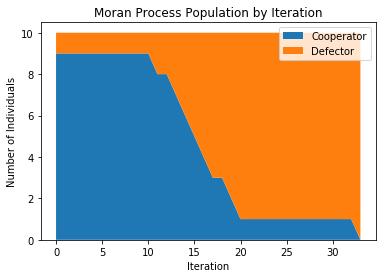 Moran Process Population by Iteration
Cooperator
Defector
Number of Individuals
10
8
6
4
2
0
0 5 10 15 20 25 30
Iteration